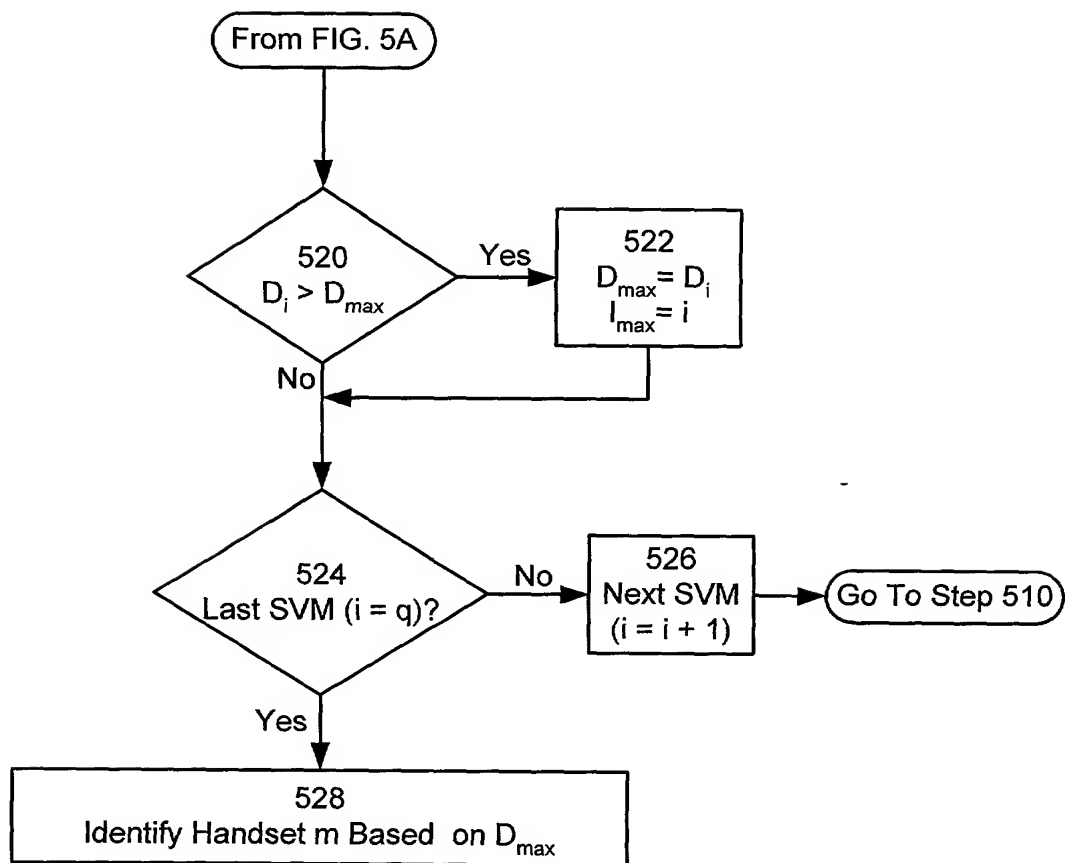 From FIG. 5A
520
D_i > D_max
Yes
522
D_max = D_i
I_max = i
No
524
Last SVM (i = q)?
No
526
Next SVM
(i = i + 1)
Go To Step 510
Yes
528
Identify Handset m Based on D_max